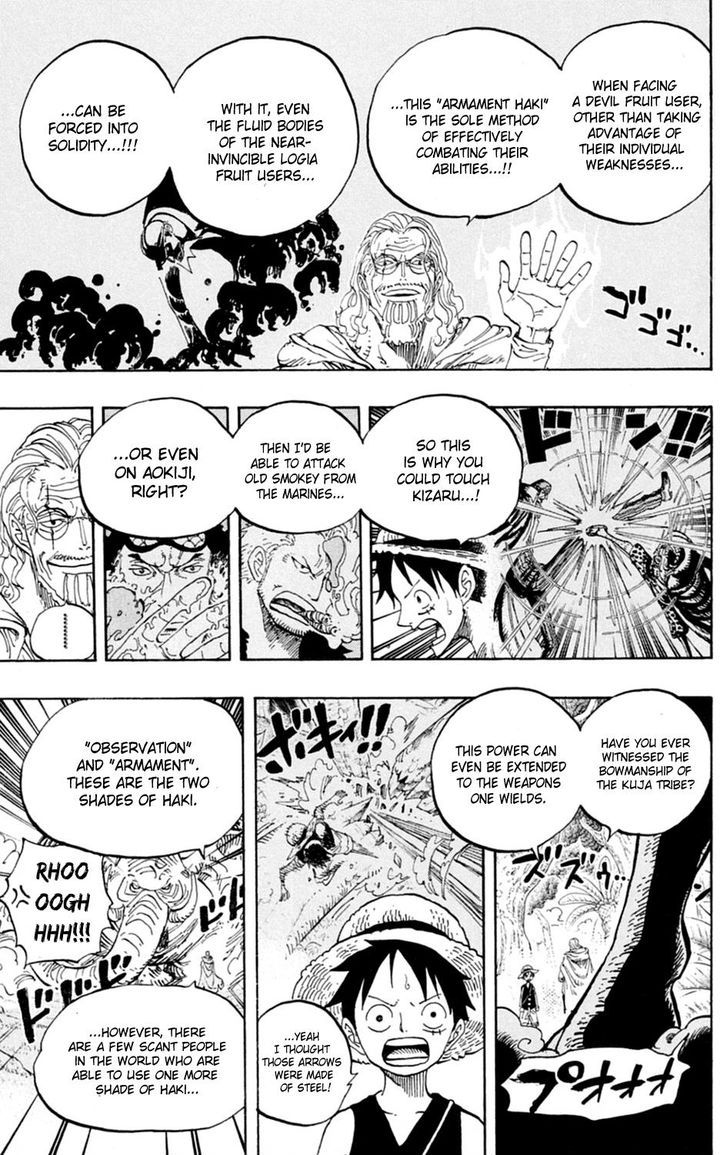 WHEN FACING
A DEVIL FRUIT USER,
OTHER THAN TAKING
ADVANTAGE OF
THEIR INDIVIDUAL
WEAKNESSES...
...THIS "ARMAMENT HAKI"
IS THE SOLE METHOD
OF EFFECTIVELY
COMBATING THEIR
ABILITIES...!!
WITH IT, EVEN
THE FLUID BODIES
OF THE NEAR-
INVINCIBLE LOGIA
FRUIT USERS...
...CAN BE
FORCED INTO
SOLIDITY...!!!
ゴゴゴ...
ドン!!
SO THIS
IS WHY YOU
COULD TOUCH
KIZARU...!
THEN I'D BE
ABLE TO ATTACK
OLD SMOKEY FROM
THE MARINES...
...OR EVEN
ON AOKIJI,
RIGHT?
HAVE YOU EVER
WITNESSED THE
BOWMANSHIP OF
THE KUJA TRIBE?
THIS POWER CAN
EVEN BE EXTENDED
TO THE WEAPONS
ONE WIELDS.
ズズゥ...
プオオオ
ボキィ!!
...YEAH
I THOUGHT
THOSE ARROWS
WERE MADE
OF STEEL!
"OBSERVATION"
AND "ARMAMENT".
THESE ARE THE TWO
SHADES OF HAKI.
RHOO
OOGH
HHH!!!
ドドドド
...HOWEVER, THERE
ARE A FEW SCANT PEOPLE
IN THE WORLD WHO ARE
ABLE TO USE ONE MORE
SHADE OF HAKI...